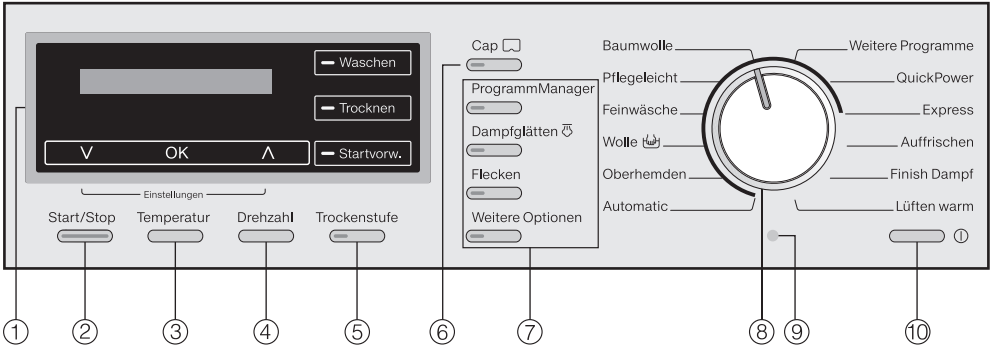 Waschen
Trocknen
Startvorw.
V OK Λ
Einstellungen
Start/Stop Temperatur Drehzahl Trockenstufe
Cap
ProgrammManager
Dampfglätten
Flecken
Weitere Optionen
Baumwolle
Pflegeleicht
Feinwäsche
Wolle
Oberhemden
Automatic
Weitere Programme
QuickPower
Express
Auffrischen
Finish Dampf
Lüften warm
① ② ③ ④ ⑤ ⑥ ⑦ ⑧ ⑨ ⑩